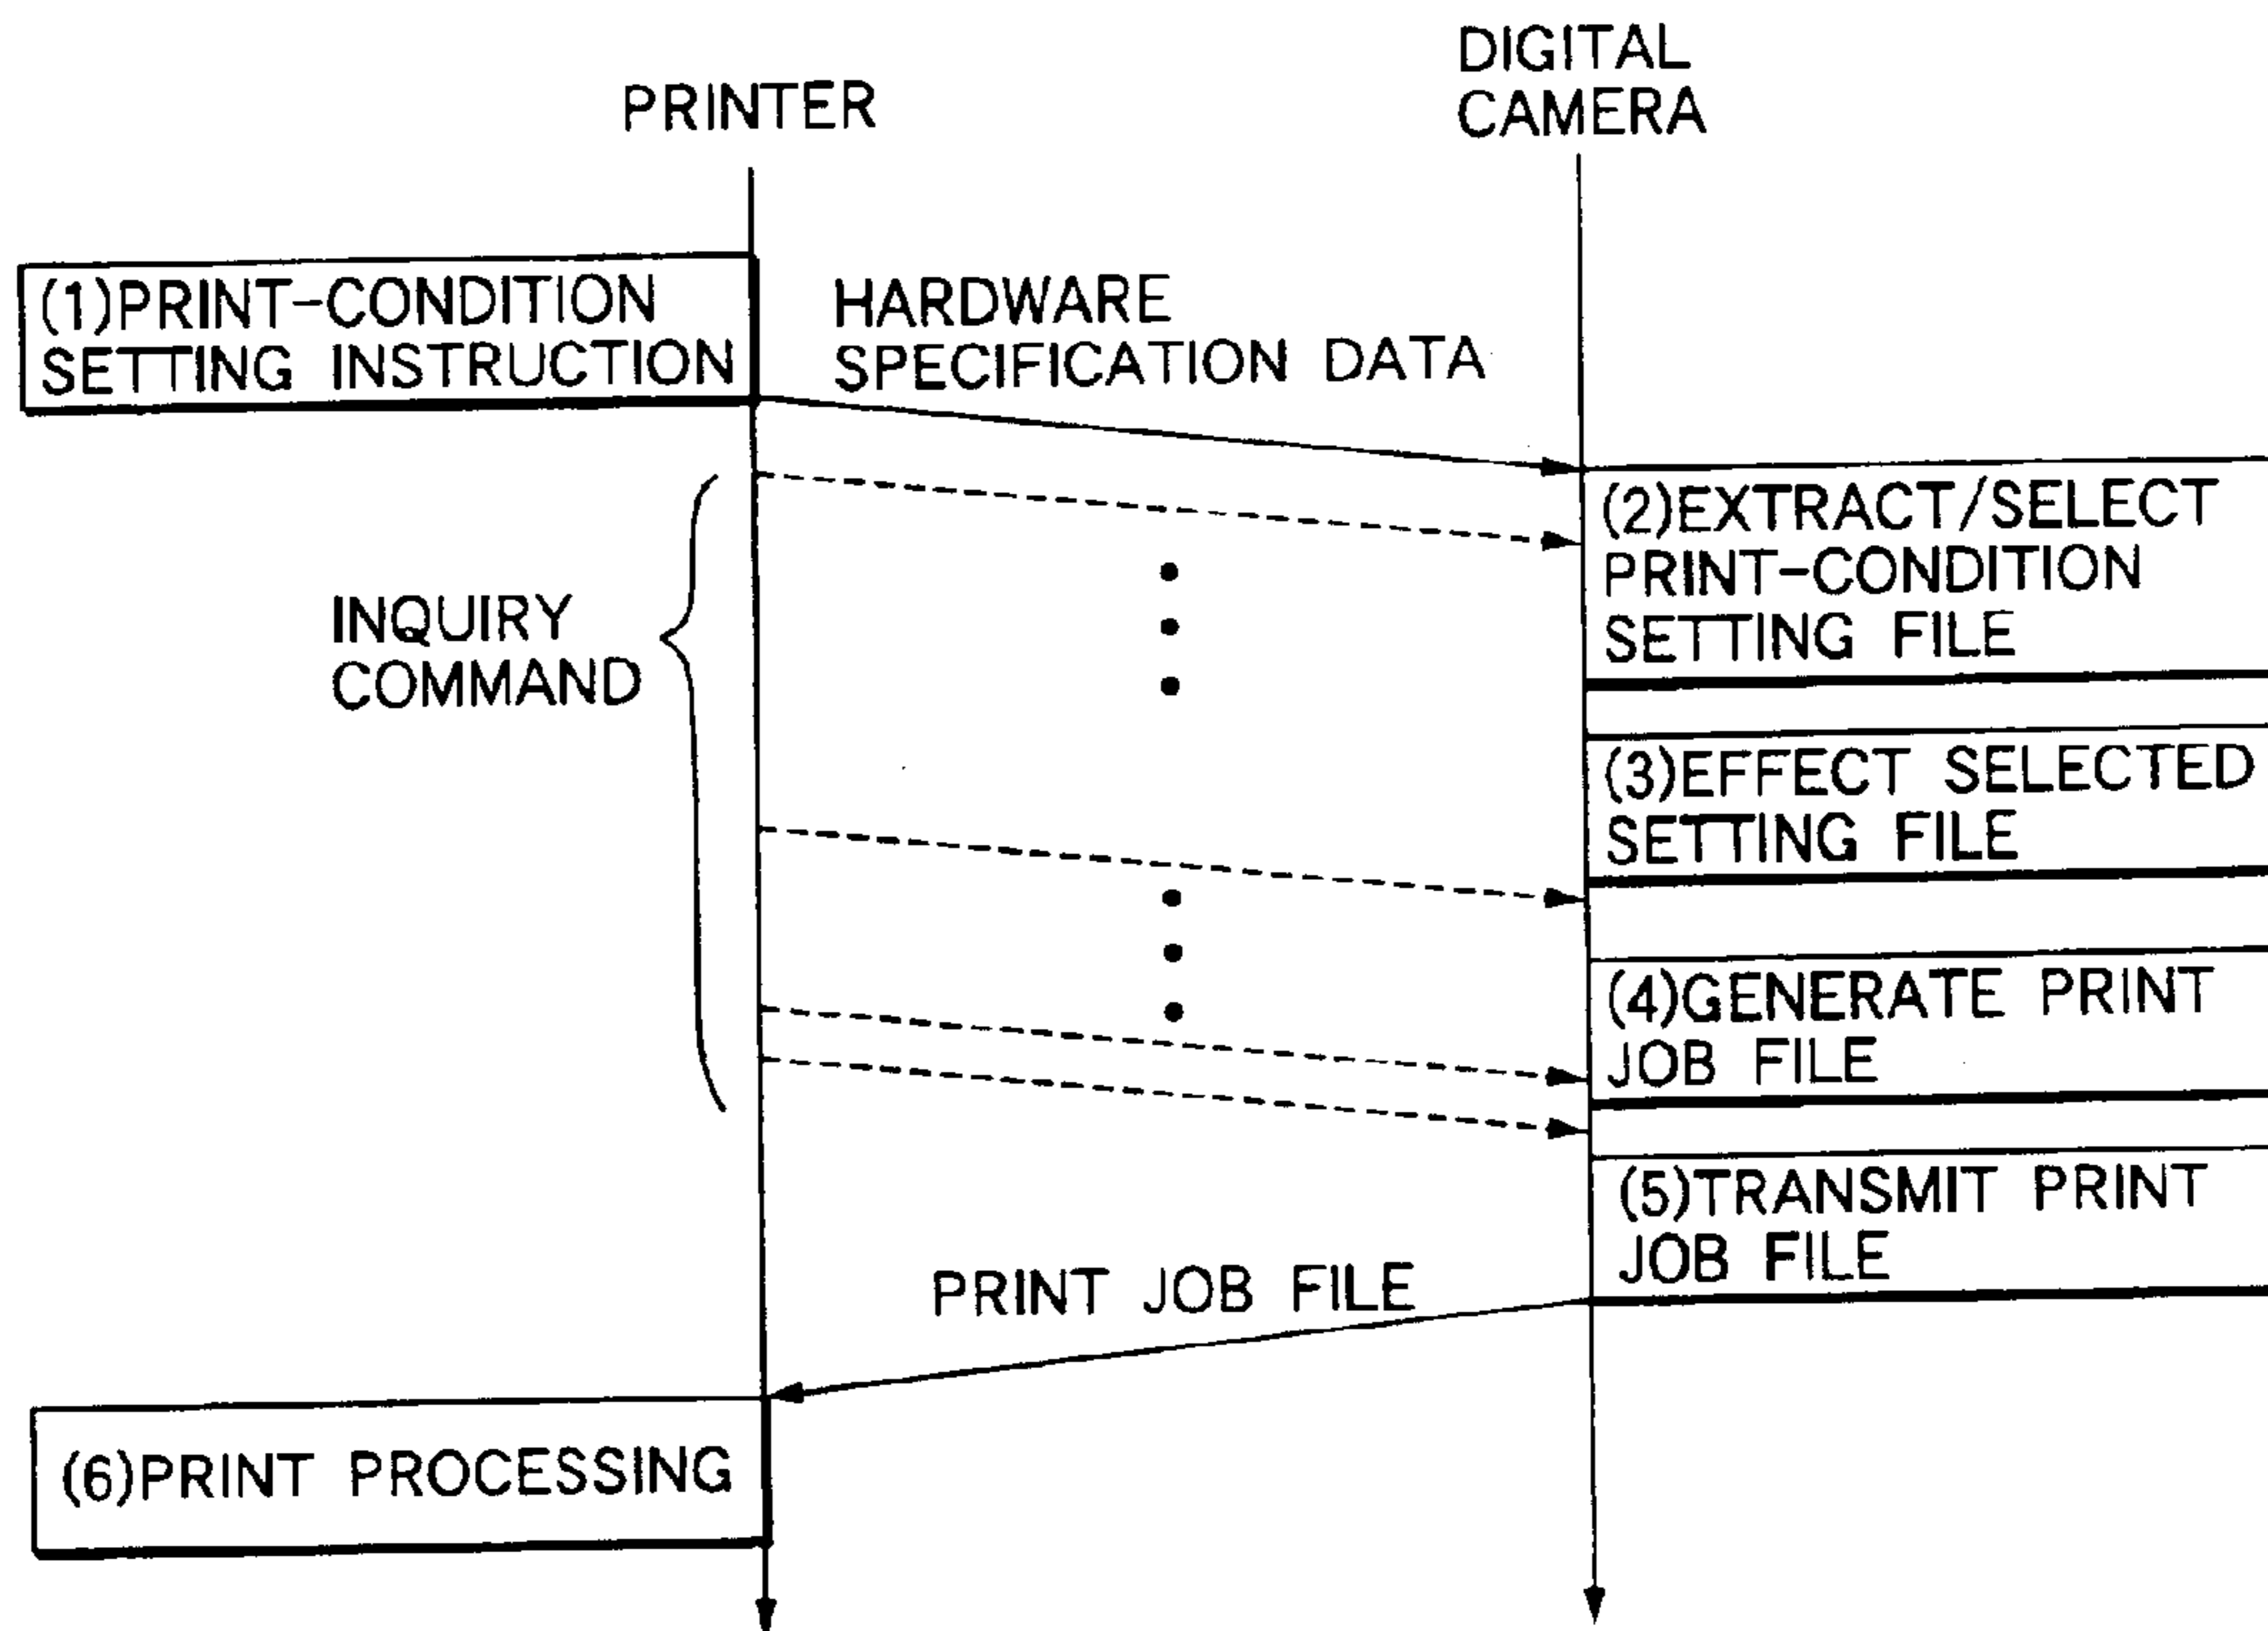 PRINTER
DIGITAL
CAMERA
(1)PRINT-CONDITION
SETTING INSTRUCTION
HARDWARE
SPECIFICATION DATA
(2)EXTRACT/SELECT
PRINT-CONDITION
SETTING FILE
INQUIRY
COMMAND
(3)EFFECT SELECTED
SETTING FILE
(4)GENERATE PRINT
JOB FILE
(5)TRANSMIT PRINT
JOB FILE
PRINT JOB FILE
(6)PRINT PROCESSING